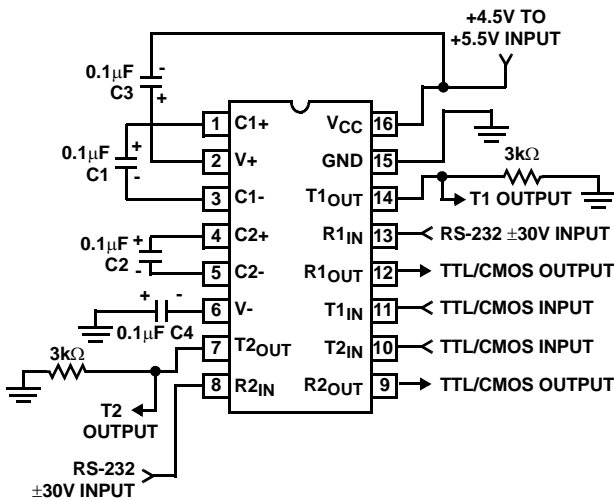 +4.5V TO
+5.5V INPUT
0.1μF
C3
-
+
0.1μF
C1
+
-
0.1μF
C2
+
-
+ -
0.1μF C4
3kΩ
T2
OUTPUT
RS-232
±30V INPUT
1 C1+
2 V+
3 C1-
4 C2+
5 C2-
6 V-
7 T2OUT
8 R2IN
VCC 16
GND 15
T1OUT 14
R1IN 13
R1OUT 12
T1IN 11
T2IN 10
R2OUT 9
3kΩ
T1 OUTPUT
RS-232 ±30V INPUT
TTL/CMOS OUTPUT
TTL/CMOS INPUT
TTL/CMOS INPUT
TTL/CMOS OUTPUT